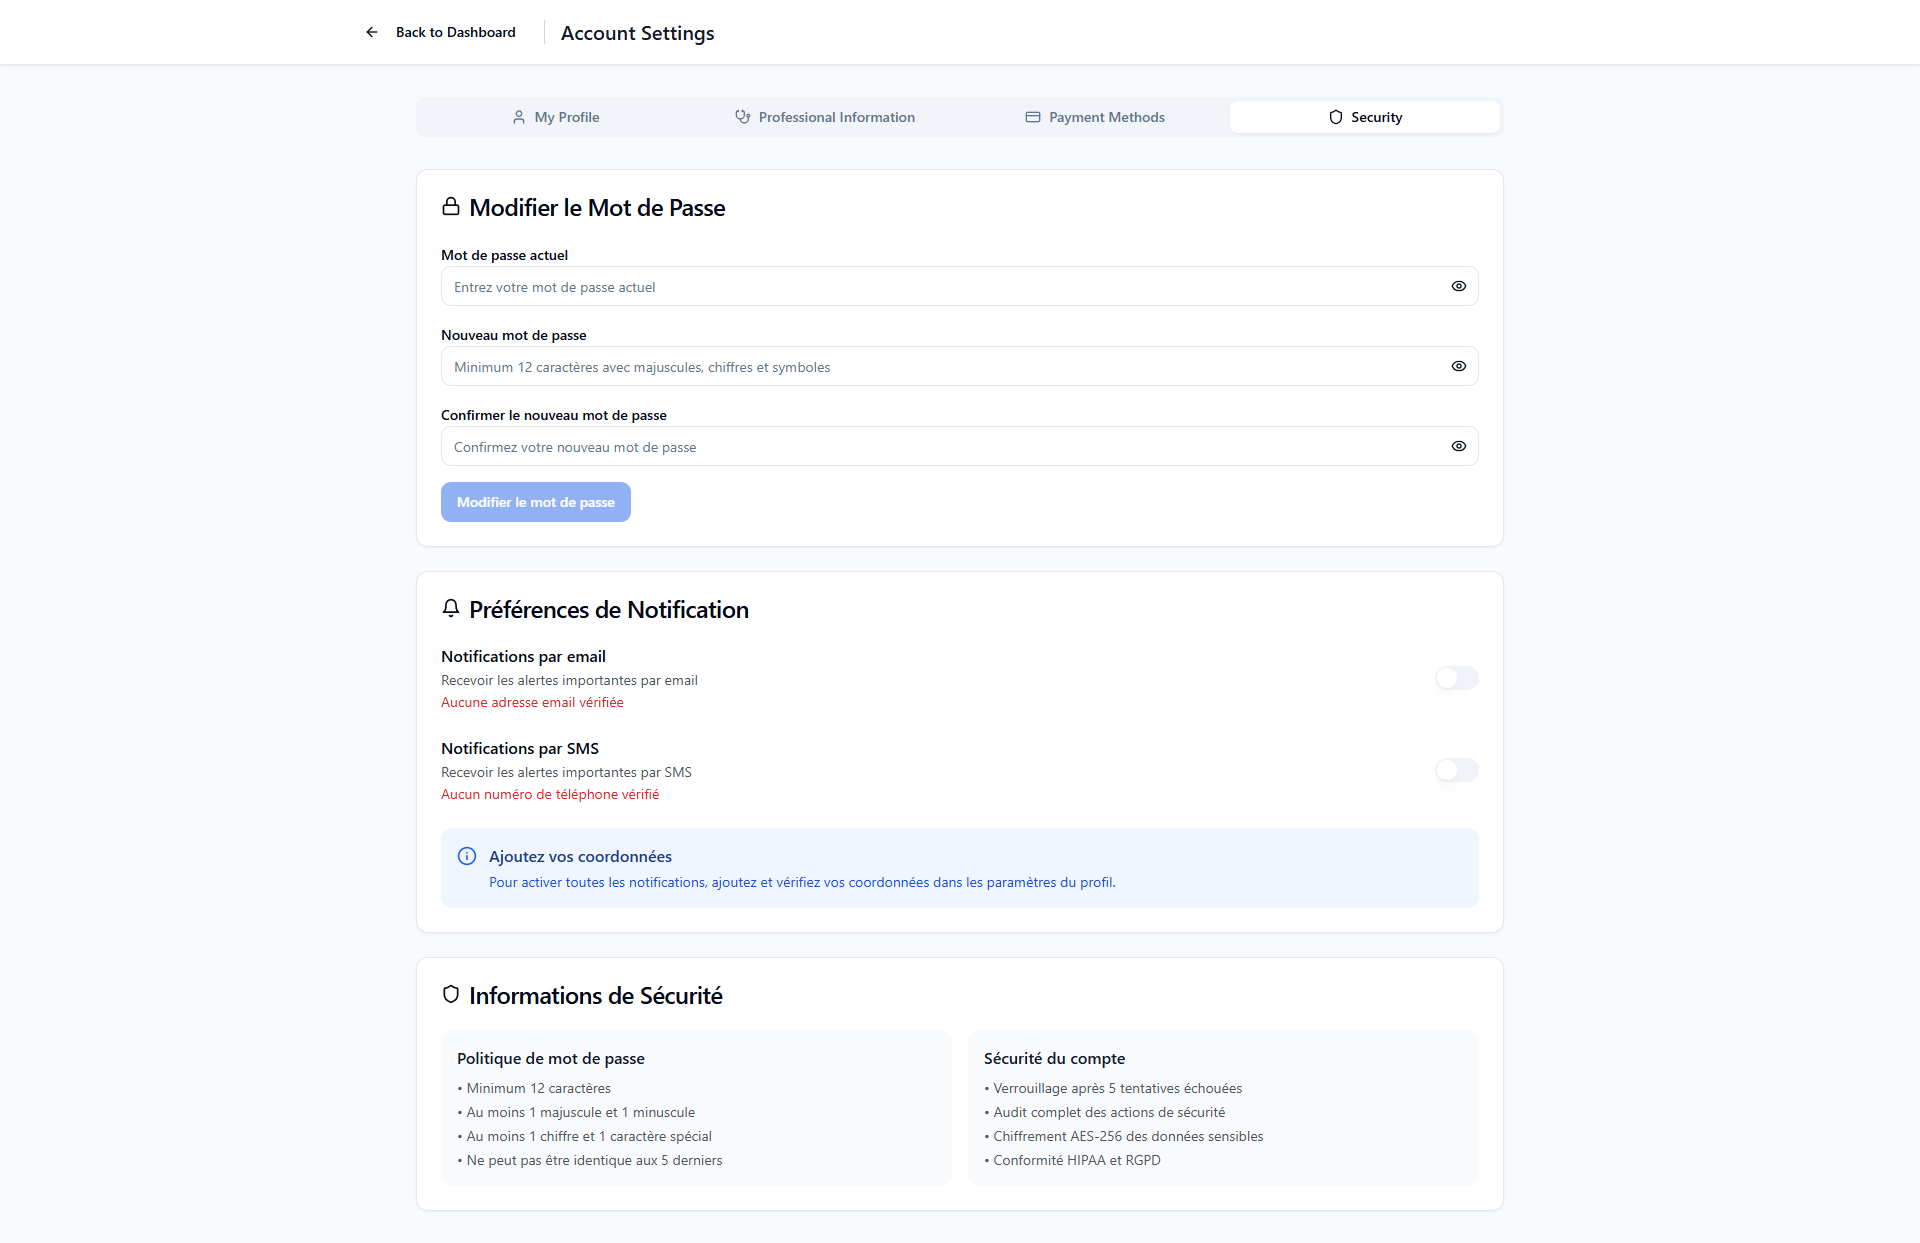 Back to Dashboard
Account Settings
My Profile
Professional Information
Payment Methods
Security
Modifier le Mot de Passe
Mot de passe actuel
Entrez votre mot de passe actuel
Nouveau mot de passe
Minimum 12 caractères avec majuscules, chiffres et symboles
Confirmer le nouveau mot de passe
Confirmez votre nouveau mot de passe
Modifier le mot de passe
Préférences de Notification
Notifications par email
Recevoir les alertes importantes par email
Aucune adresse email vérifiée
Notifications par SMS
Recevoir les alertes importantes par SMS
Aucun numéro de téléphone vérifié
Ajoutez vos coordonnées
Pour activer toutes les notifications, ajoutez et vérifiez vos coordonnées dans les paramètres du profil.
Informations de Sécurité
Politique de mot de passe
• Minimum 12 caractères
• Au moins 1 majuscule et 1 minuscule
• Au moins 1 chiffre et 1 caractère spécial
• Ne peut pas être identique aux 5 derniers
Sécurité du compte
• Verrouillage après 5 tentatives échouées
• Audit complet des actions de sécurité
• Chiffrement AES-256 des données sensibles
• Conformité HIPAA et RGPD